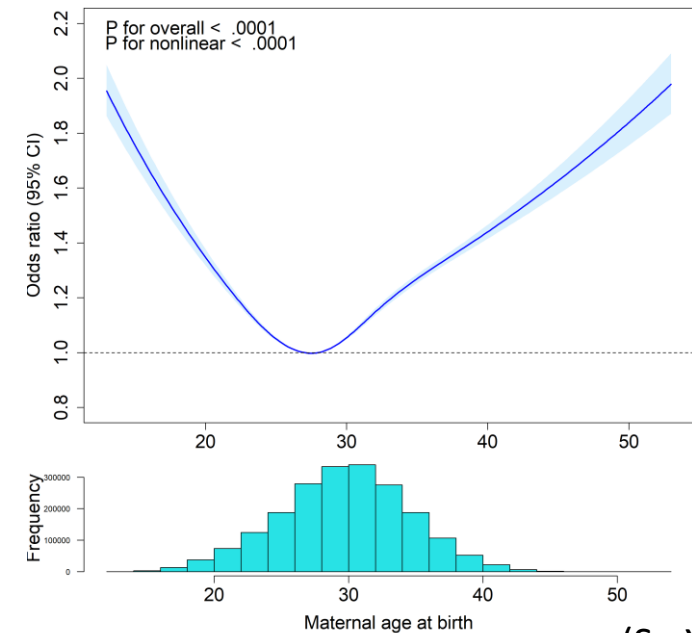 P for overall < .0001
P for nonlinear < .0001
Odds ratio (95% CI)
2.2
2.0
1.8
1.6
1.4
1.2
1.0
0.8
20 30 40 50
Frequency
300000
200000
100000
0
20 30 40 50
Maternal age at birth